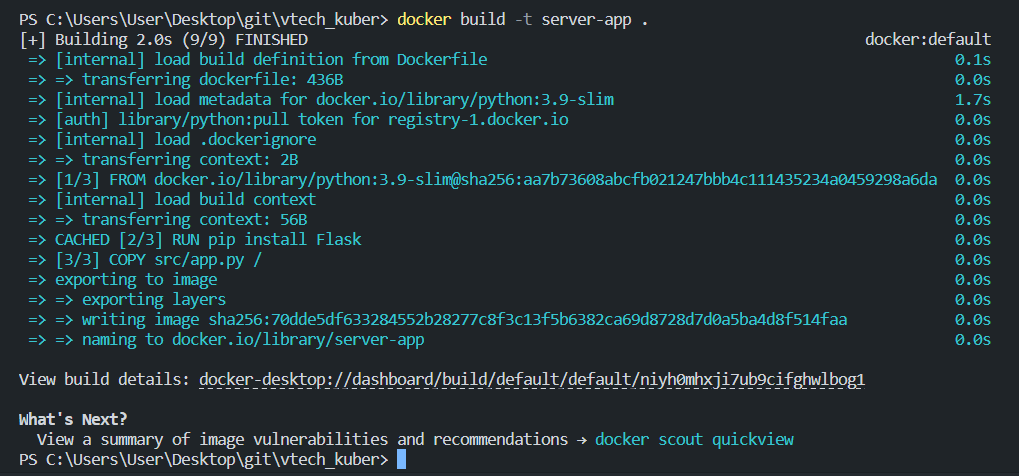 PS C:\Users\User\Desktop\git\vtech_kuber> docker build -t server-app .
[+] Building 2.0s (9/9) FINISHED docker:default
=> [internal] load build definition from Dockerfile 0.1s
=> => transferring dockerfile: 436B 0.0s
=> [internal] load metadata for docker.io/library/python:3.9-slim 1.7s
=> [auth] library/python:pull token for registry-1.docker.io 0.0s
=> [internal] load .dockerignore 0.0s
=> => transferring context: 2B 0.0s
=> [1/3] FROM docker.io/library/python:3.9-slim@sha256:aa7b73608abcfb021247bbb4c111435234a0459298a6da 0.0s
=> [internal] load build context 0.0s
=> => transferring context: 56B 0.0s
=> CACHED [2/3] RUN pip install Flask 0.0s
=> [3/3] COPY src/app.py / 0.0s
=> exporting to image 0.0s
=> => exporting layers 0.0s
=> => writing image sha256:70dde5df633284552b28277c8f3c13f5b6382ca69d8728d7d0a5ba4d8f514faa 0.0s
=> => naming to docker.io/library/server-app 0.0s
View build details: docker-desktop://dashboard/build/default/default/niyh0mhxji7ub9cifghwlbog1
What's Next?
View a summary of image vulnerabilities and recommendations → docker scout quickview
PS C:\Users\User\Desktop\git\vtech_kuber>